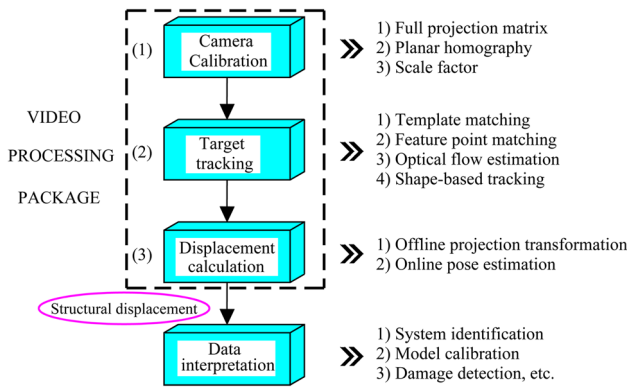 (1)
Camera
Calibration
1) Full projection matrix
2) Planar homography
3) Scale factor
VIDEO
PROCESSING
PACKAGE
(2)
Target
tracking
1) Template matching
2) Feature point matching
3) Optical flow estimation
4) Shape-based tracking
(3)
Displacement
calculation
1) Offline projection transformation
2) Online pose estimation
Structural displacement
Data
interpretation
1) System identification
2) Model calibration
3) Damage detection, etc.